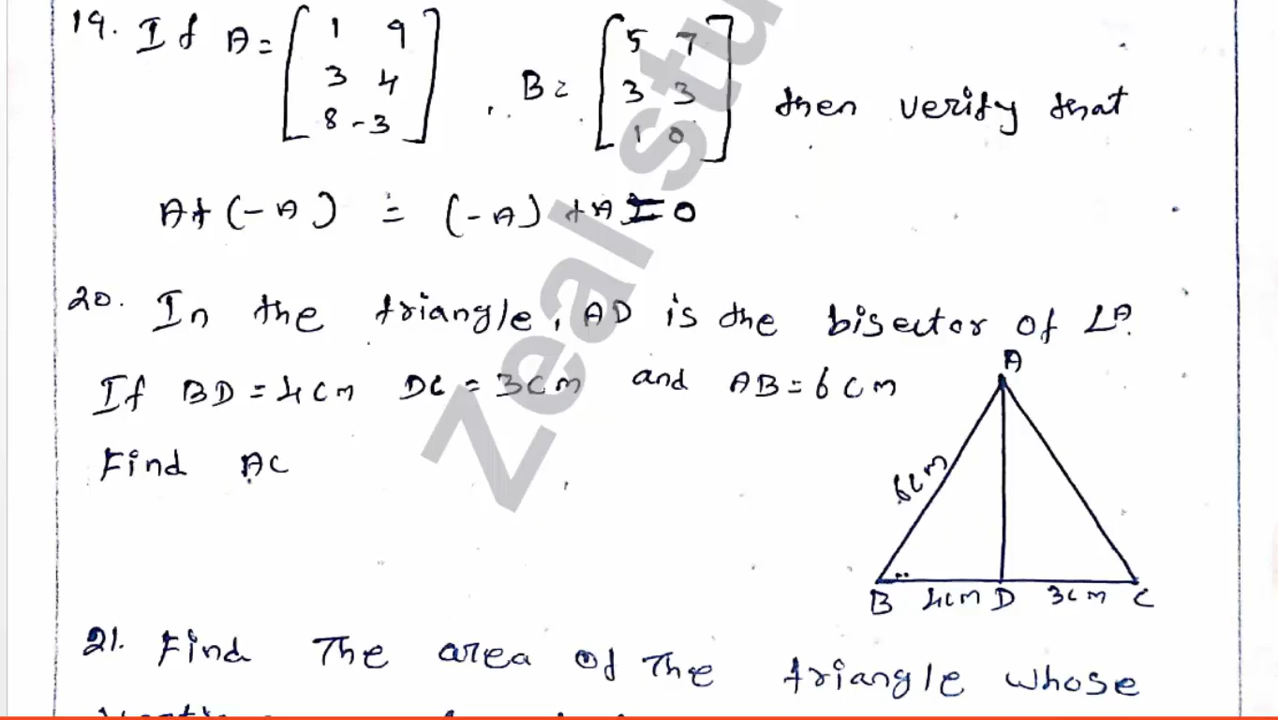 19. If A = [ 1 9
3 4
8 -3 ] , B = [ 5 7
3 3
1 0 ] then verify that
A+(-A) = (-A)+A = 0
20. In the triangle, AD is the bisector of ∠A.
If BD = 4cm DC = 3cm and AB = 6cm
Find AC
A
6cm
B 4cm D 3cm C
21. Find The area of The triangle whose
Zeal stu